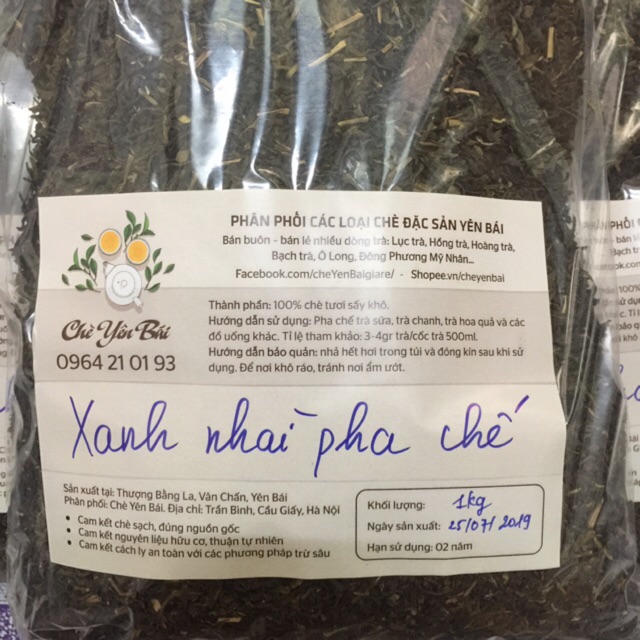 PHÂN PHỐI CÁC LOẠI CHÈ ĐẶC SẢN YÊN BÁI
Bán buôn - bán lẻ nhiều dòng trà: Lục trà, Hồng trà, Hoàng trà,
Bạch trà, Ô Long, Đông Phương Mỹ Nhân...
Facebook.com/cheYenBaigiare/ - Shopee.vn/cheyenbai
Chè Yên Bái
0964 21 01 93
Thành phần: 100% chè tươi sấy khô.
Hướng dẫn sử dụng: Pha chế trà sữa, trà chanh, trà hoa quả và các
đồ uống khác. Tỉ lệ tham khảo: 3-4gr trà/cốc trà 500ml.
Hướng dẫn bảo quản: nhả hết hơi trong túi và đóng kín sau khi sử
dụng. Để nơi khô ráo, tránh nơi ẩm ướt.
Xanh nhài pha chế
Sản xuất tại: Thượng Bằng La, Văn Chấn, Yên Bái
Phân phối: Chè Yên Bái. Địa chỉ: Trần Bình, Cầu Giấy, Hà Nội
• Cam kết chè sạch, đúng nguồn gốc
• Cam kết nguyên liệu hữu cơ, thuận tự nhiên
• Cam kết cách ly an toàn với các phương pháp trừ sâu
Khối lượng: 1kg
Ngày sản xuất: 25/07/2019
Hạn sử dụng: 02 năm